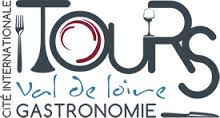 CITÉ INTERNATIONALE
TOURS
val de loire
GASTRONOMIE